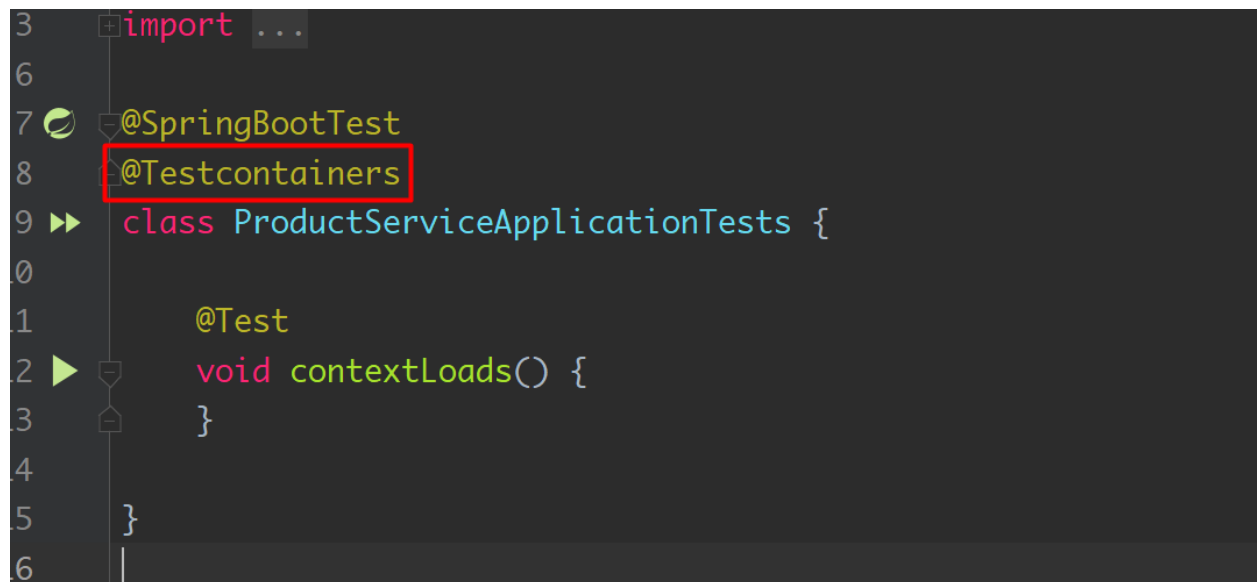 3 import ...
6
7 @SpringBootTest
8 @Testcontainers
9 class ProductServiceApplicationTests {
0
1 @Test
2 void contextLoads() {
3 }
4
5 }
6